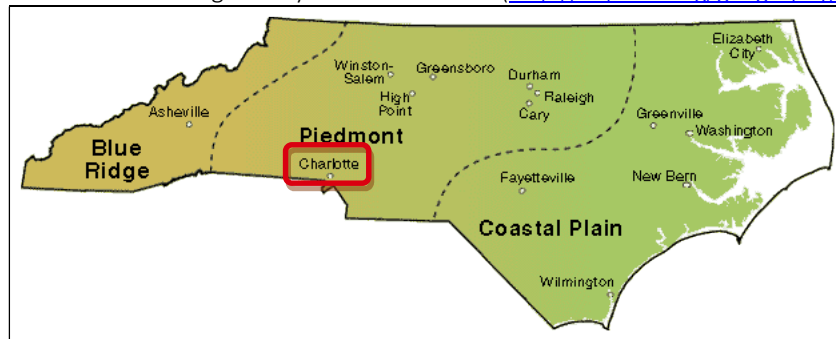 Elizabeth
City
Winston-
Salem
Greensboro
Durham
High
Point
Raleigh
Cary
Asheville
Greenville
Washington
Piedmont
Blue
Ridge
Charlotte
Fayetteville
New Bern
Coastal Plain
Wilmington